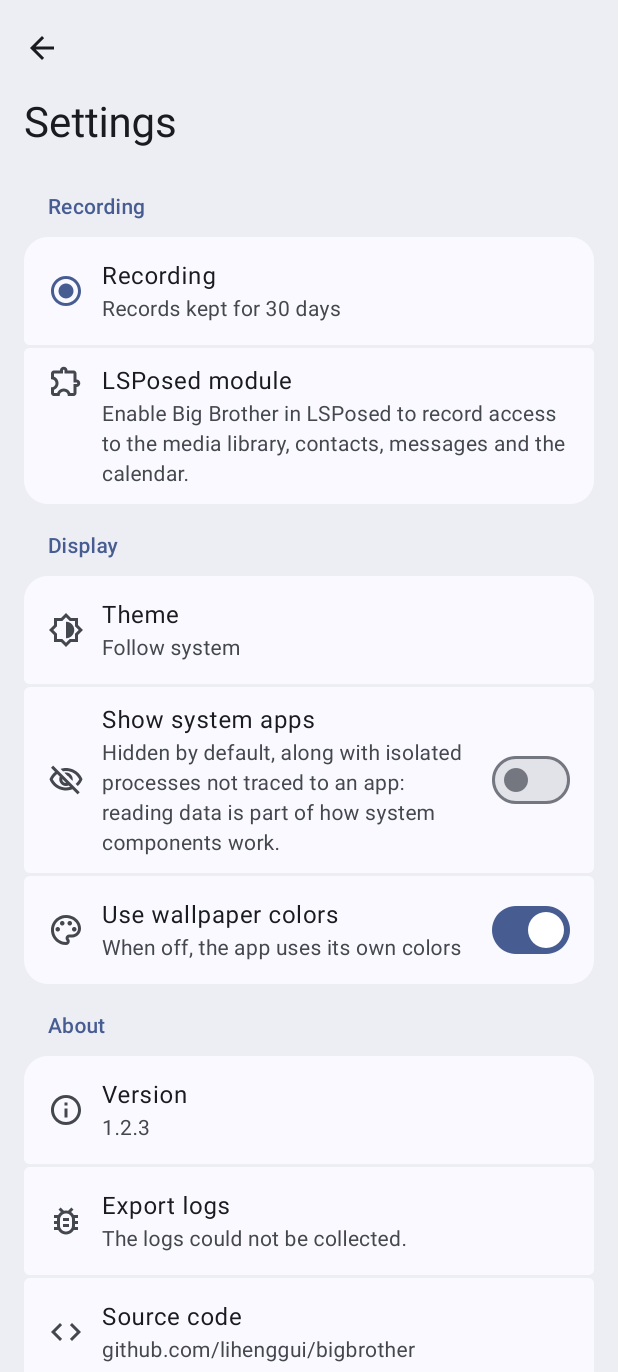 Settings
Recording
Recording
Records kept for 30 days
LSPosed module
Enable Big Brother in LSPosed to record access
to the media library, contacts, messages and the
calendar.
Display
Theme
Follow system
Show system apps
Hidden by default, along with isolated
processes not traced to an app:
reading data is part of how system
components work.
Use wallpaper colors
When off, the app uses its own colors
About
Version
1.2.3
Export logs
The logs could not be collected.
Source code
github.com/lihenggui/bigbrother